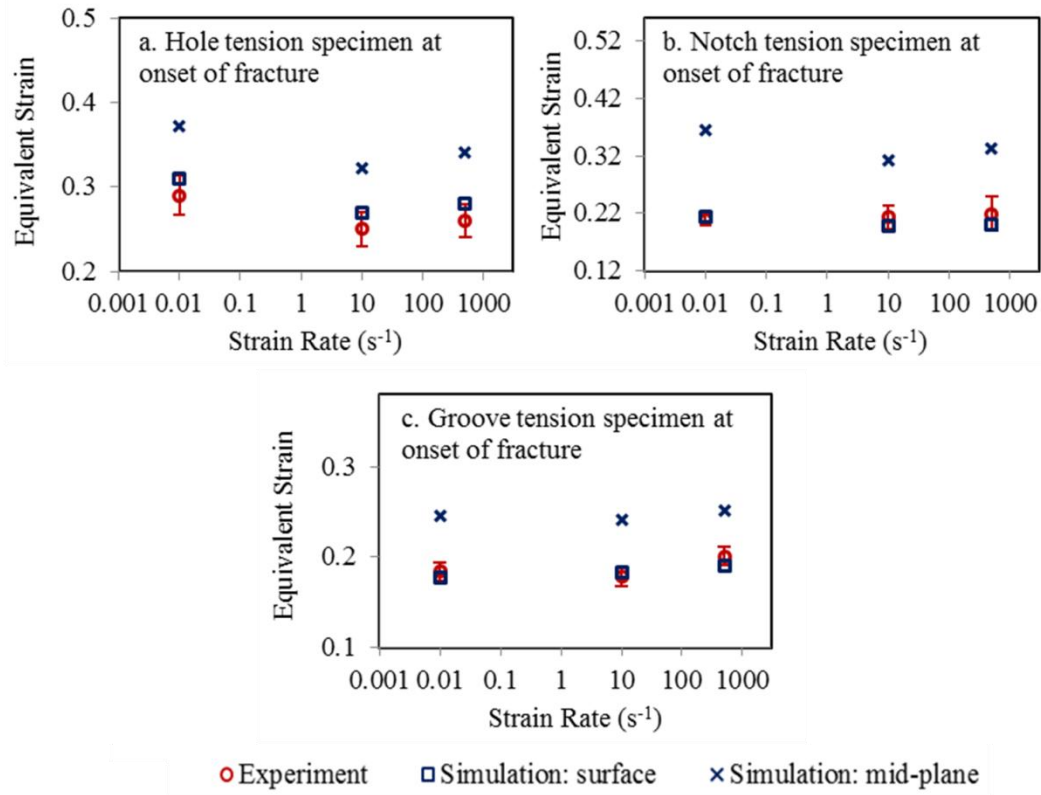 0.5
0.4
0.3
0.2
Equivalent Strain
a. Hole tension specimen at
onset of fracture
0.001 0.01 0.1 1 10 100 1000
Strain Rate (s⁻¹)
0.52
0.42
0.32
0.22
0.12
Equivalent Strain
b. Notch tension specimen at
onset of fracture
0.001 0.01 0.1 1 10 100 1000
Strain Rate (s⁻¹)
0.3
0.2
0.1
Equivalent Strain
c. Groove tension specimen at
onset of fracture
0.001 0.01 0.1 1 10 100 1000
Strain Rate (s⁻¹)
Experiment Simulation: surface Simulation: mid-plane